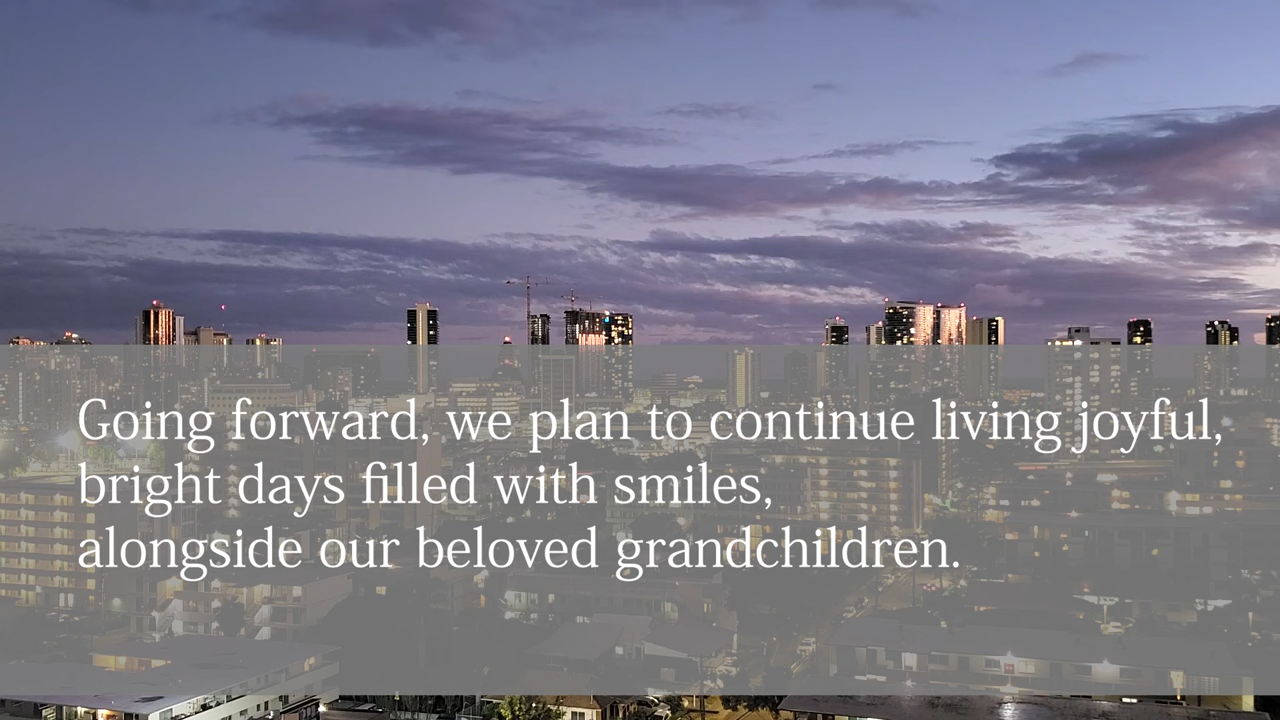 Going forward, we plan to continue living joyful,
bright days filled with smiles,
alongside our beloved grandchildren.